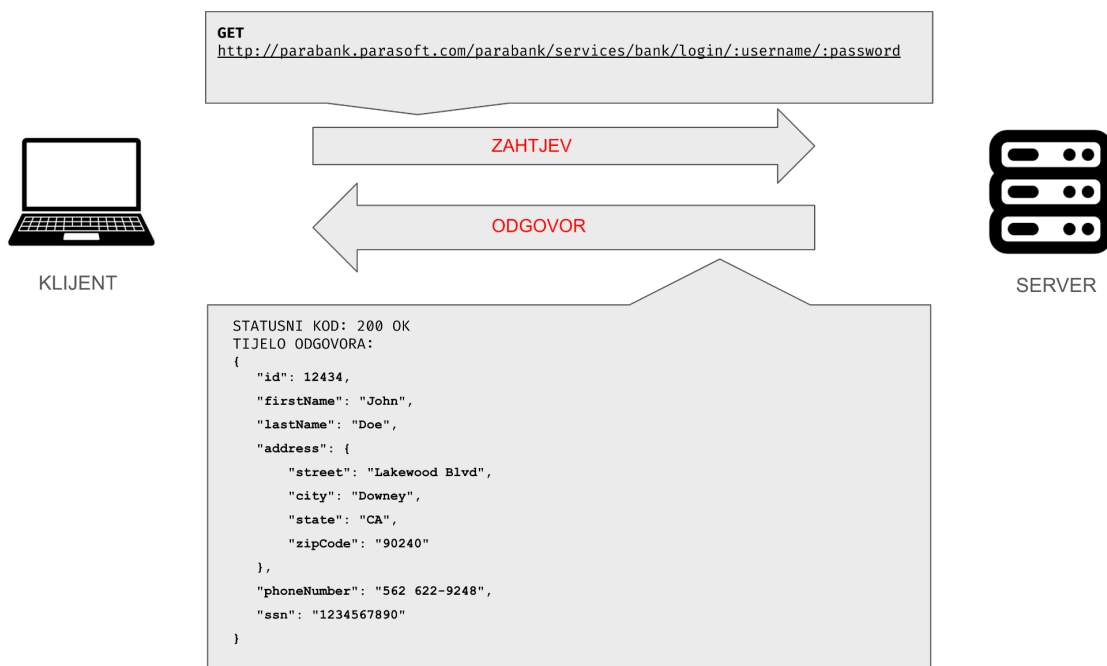 GET
http://parabank.parasoft.com/parabank/services/bank/login/:username/:password
ZAHTJEV
ODGOVOR
KLIJENT
SERVER
STATUSNI KOD: 200 OK
TIJELO ODGOVORA:
{
"id": 12434,
"firstName": "John",
"lastName": "Doe",
"address": {
"street": "Lakewood Blvd",
"city": "Downey",
"state": "CA",
"zipCode": "90240"
},
"phoneNumber": "562 622-9248",
"ssn": "1234567890"
}